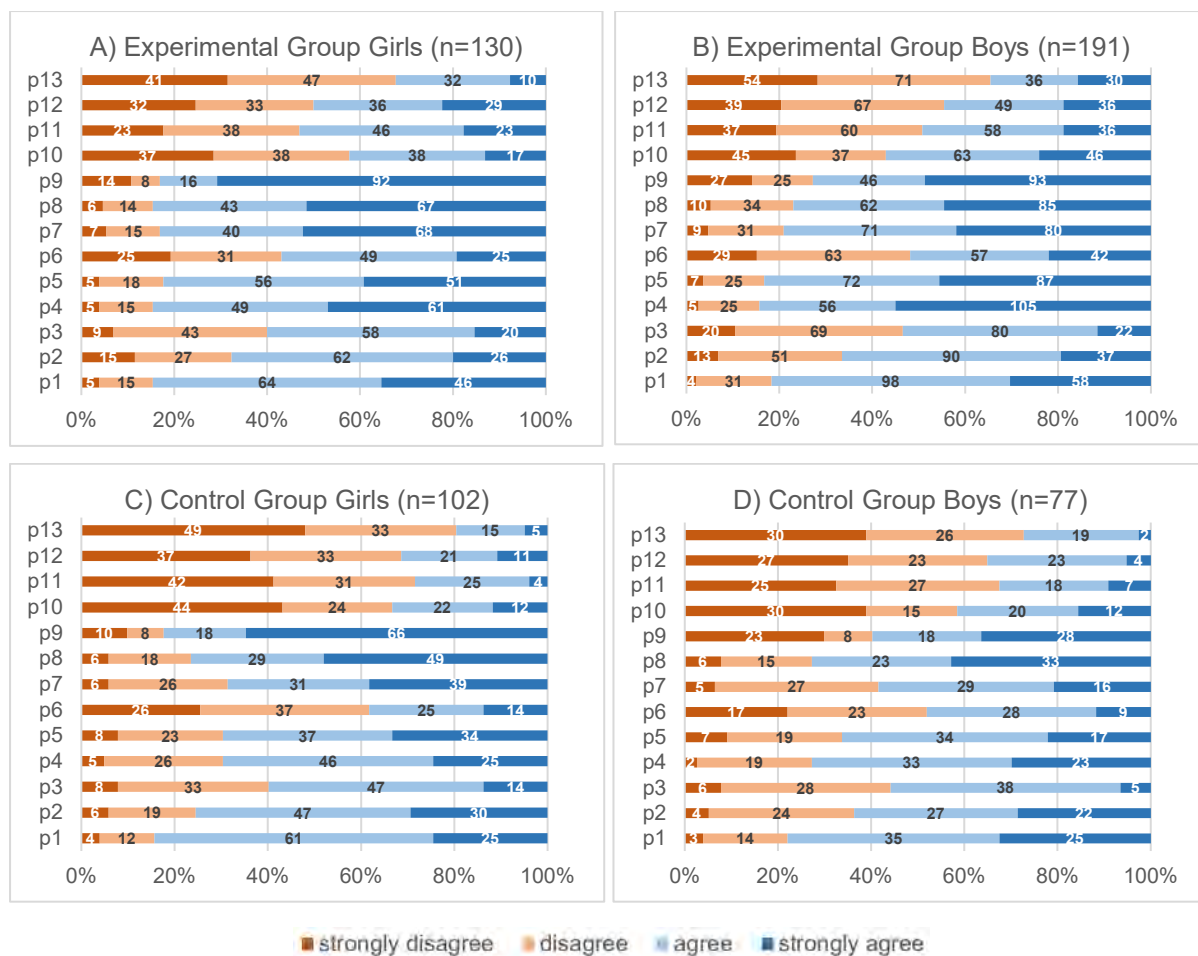 A) Experimental Group Girls (n=130)
p13 41 47 32 10
p12 32 33 36 29
p11 23 38 46 23
p10 37 38 38 17
p9 14 8 16 92
p8 6 14 43 67
p7 7 15 40 68
p6 25 31 49 25
p5 5 18 56 51
p4 5 15 49 61
p3 9 43 58 20
p2 15 27 62 26
p1 5 15 64 46
0% 20% 40% 60% 80% 100%
B) Experimental Group Boys (n=191)
p13 54 71 36 30
p12 39 67 49 36
p11 37 60 58 36
p10 45 37 63 46
p9 27 25 46 93
p8 10 34 62 85
p7 9 31 71 80
p6 29 63 57 42
p5 7 25 72 87
p4 5 25 56 105
p3 20 69 80 22
p2 13 51 90 37
p1 4 31 98 58
0% 20% 40% 60% 80% 100%
C) Control Group Girls (n=102)
p13 49 33 15 5
p12 37 33 21 11
p11 42 31 25 4
p10 44 24 22 12
p9 10 8 18 66
p8 6 18 29 49
p7 6 26 31 39
p6 26 37 25 14
p5 8 23 37 34
p4 5 26 46 25
p3 8 33 47 14
p2 6 19 47 30
p1 4 12 61 25
0% 20% 40% 60% 80% 100%
D) Control Group Boys (n=77)
p13 30 26 19 2
p12 27 23 23 4
p11 25 27 18 7
p10 30 15 20 12
p9 23 8 18 28
p8 6 15 23 33
p7 5 27 29 16
p6 17 23 28 9
p5 7 19 34 17
p4 2 19 33 23
p3 6 28 38 5
p2 4 24 27 22
p1 3 14 35 25
0% 20% 40% 60% 80% 100%
strongly disagree disagree agree strongly agree